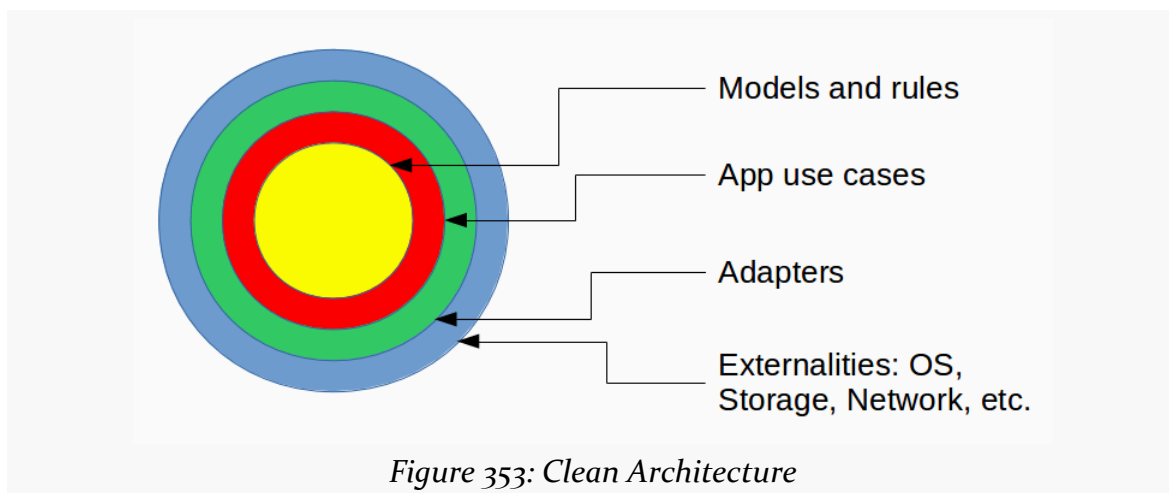 Models and rules
App use cases
Adapters
Externalities: OS,
Storage, Network, etc.
Figure 353: Clean Architecture